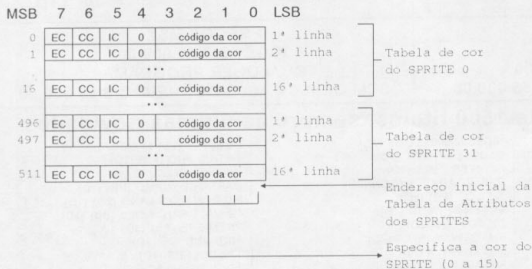 MSB 7 6 5 4 3 2 1 0 LSB
0 EC CC IC 0 código da cor 1ª linha
1 EC CC IC 0 código da cor 2ª linha
Tabela de cor
do SPRITE 0
...
16 EC CC IC 0 código da cor 16ª linha
...
496 EC CC IC 0 código da cor 1ª linha
497 EC CC IC 0 código da cor 2ª linha
Tabela de cor
do SPRITE 31
...
511 EC CC IC 0 código da cor 16ª linha
Endereço inicial da
Tabela de Atributos
dos SPRITES
Especifica a cor do
SPRITE (0 a 15)